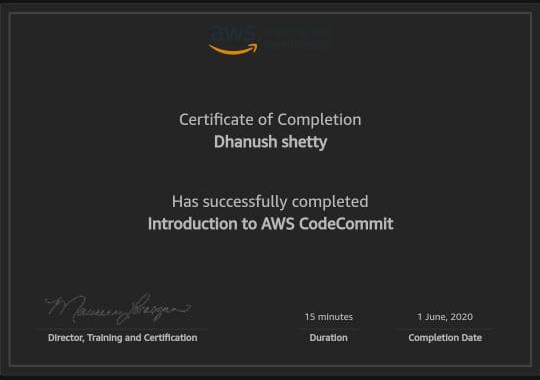 aws
Certificate of Completion
Dhanush shetty
Has successfully completed
Introduction to AWS CodeCommit
15 minutes
1 June, 2020
Director, Training and Certification
Duration
Completion Date